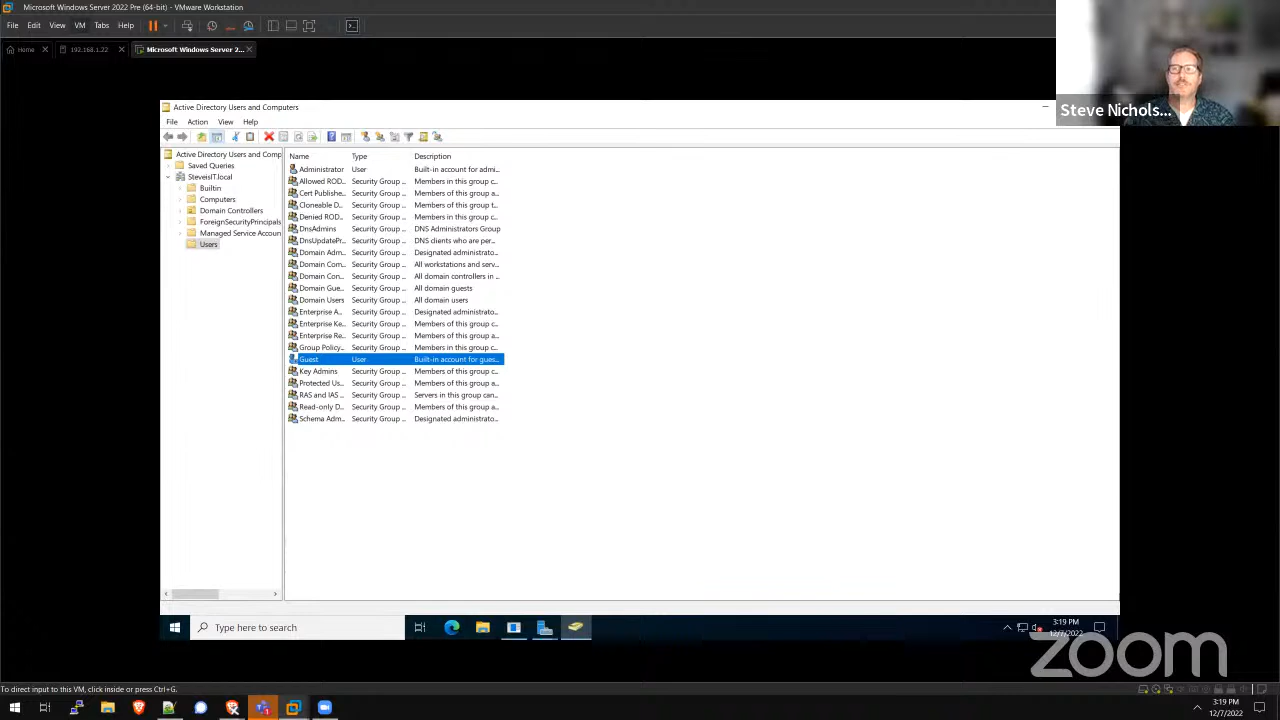 Microsoft Windows Server 2022 Pre (64-bit) - VMware Workstation
File Edit View VM Tabs Help
Home 192.168.1.22 Microsoft Windows Server 2...
Steve Nichols...
Active Directory Users and Computers
File Action View Help
Active Directory Users and Comp
Saved Queries
SteveisIT.local
Builtin
Computers
Domain Controllers
ForeignSecurityPrincipals
Managed Service Accoun
Users
Name Type Description
Administrator User Built-in account for admi...
Allowed ROD... Security Group ... Members in this group c...
Cert Publishe... Security Group ... Members of this group a...
Cloneable D... Security Group ... Members of this group t...
Denied ROD... Security Group ... Members in this group c...
DnsAdmins Security Group ... DNS Administrators Group
DnsUpdatePr... Security Group ... DNS clients who are per...
Domain Adm... Security Group ... Designated administrato...
Domain Com... Security Group ... All workstations and serv...
Domain Con... Security Group ... All domain controllers in ...
Domain Gue... Security Group ... All domain guests
Domain Users Security Group ... All domain users
Enterprise A... Security Group ... Designated administrato...
Enterprise Ke... Security Group ... Members of this group c...
Enterprise Re... Security Group ... Members of this group a...
Group Policy... Security Group ... Members in this group c...
Guest User Built-in account for gues...
Key Admins Security Group ... Members of this group c...
Protected Us... Security Group ... Members of this group a...
RAS and IAS ... Security Group ... Servers in this group can...
Read-only D... Security Group ... Members of this group a...
Schema Adm... Security Group ... Designated administrato...
Type here to search
3:19 PM
12/7/2022
zoom
To direct input to this VM, click inside or press Ctrl+G.
3:19 PM
12/7/2022